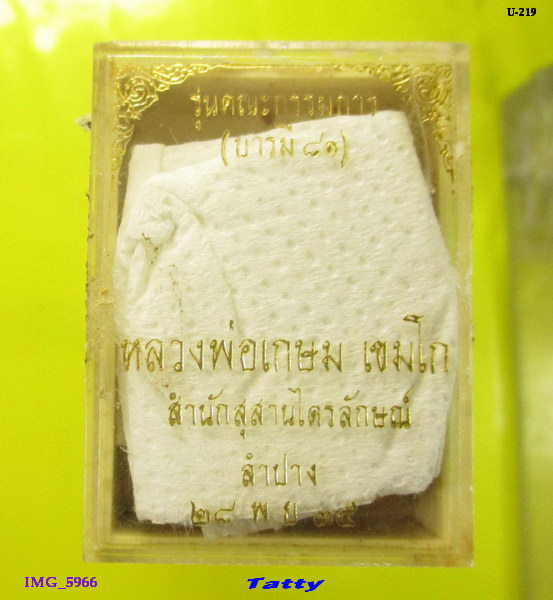 U-219
รุ่นคณะกรรมการ
(บารมี ๘๑)
หลวงพ่อเกษม เขมโก
สำนักสุสานไตรลักษณ์
ลำปาง
๒๘ พ ย ๓๕
IMG_5966
Tatty